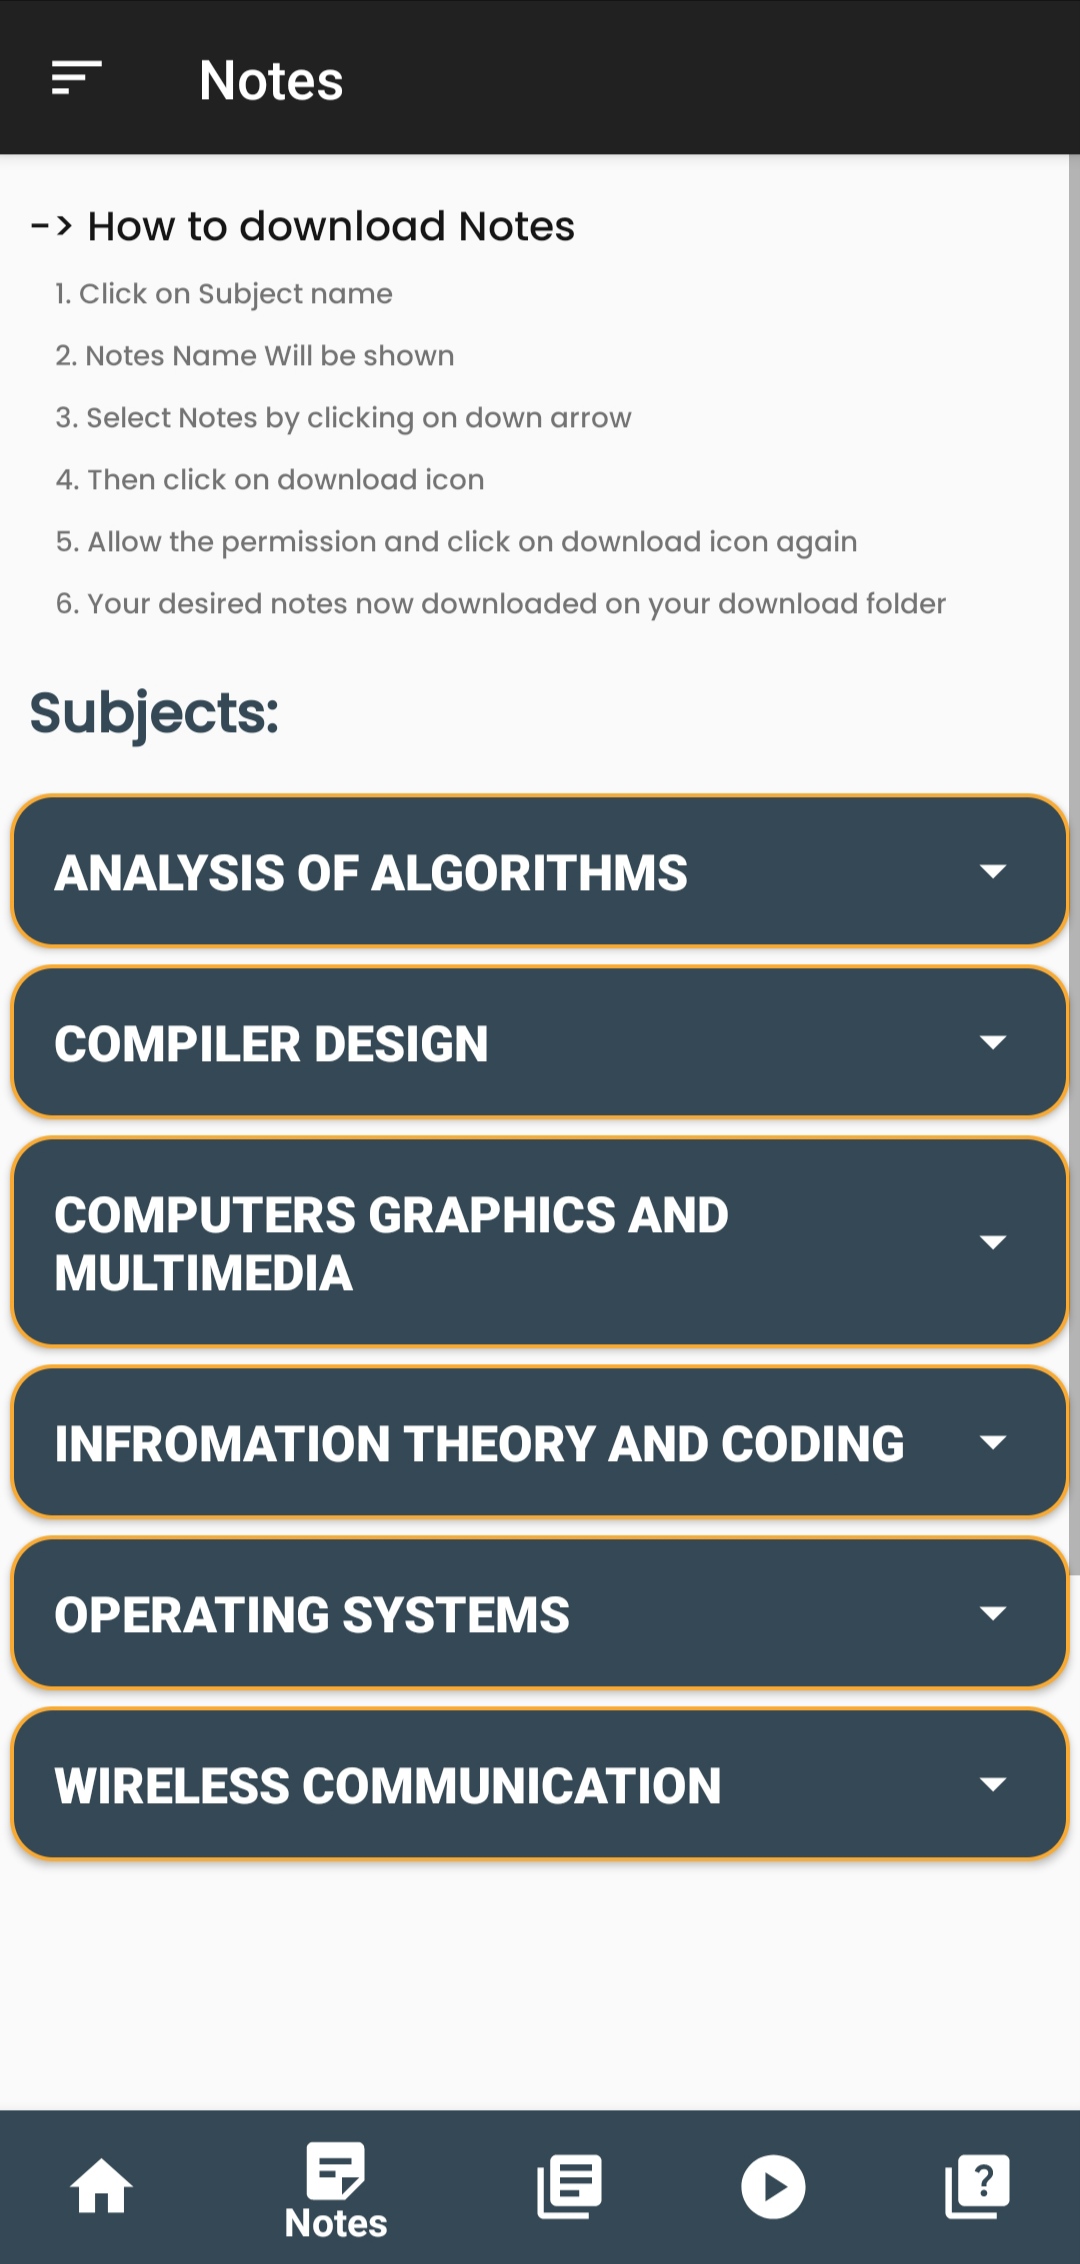 Notes
-> How to download Notes
1. Click on Subject name
2. Notes Name Will be shown
3. Select Notes by clicking on down arrow
4. Then click on download icon
5. Allow the permission and click on download icon again
6. Your desired notes now downloaded on your download folder
Subjects:
ANALYSIS OF ALGORITHMS
COMPILER DESIGN
COMPUTERS GRAPHICS AND
MULTIMEDIA
INFROMATION THEORY AND CODING
OPERATING SYSTEMS
WIRELESS COMMUNICATION
?
Notes